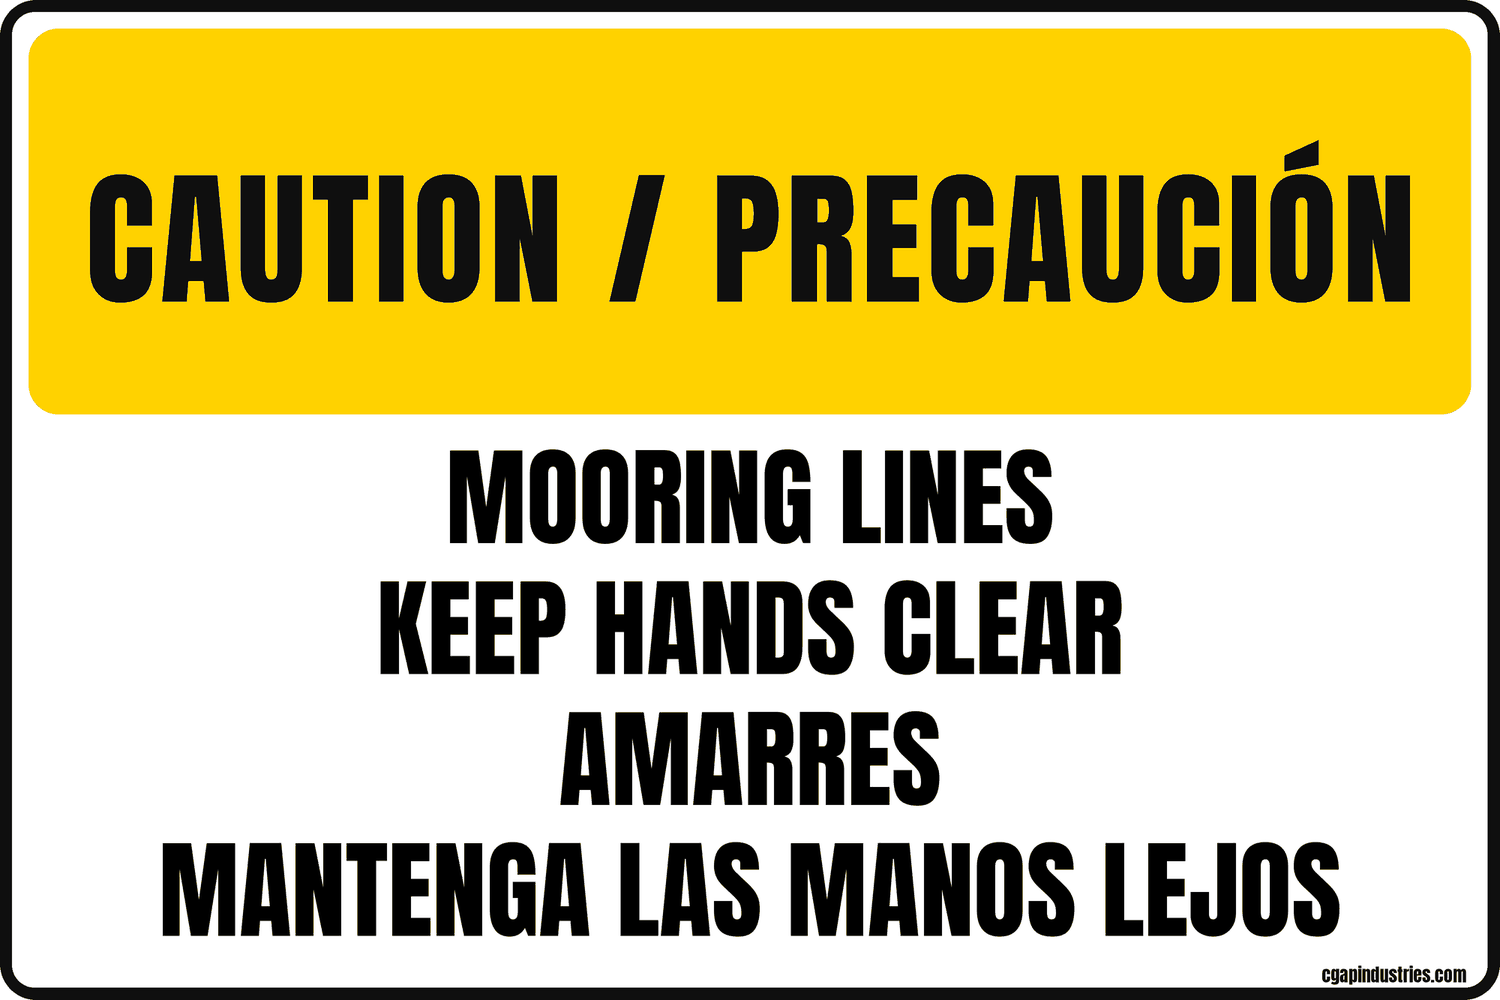 CAUTION / PRECAUCIÓN
MOORING LINES
KEEP HANDS CLEAR
AMARRES
MANTENGA LAS MANOS LEJOS
cgapindustries.com